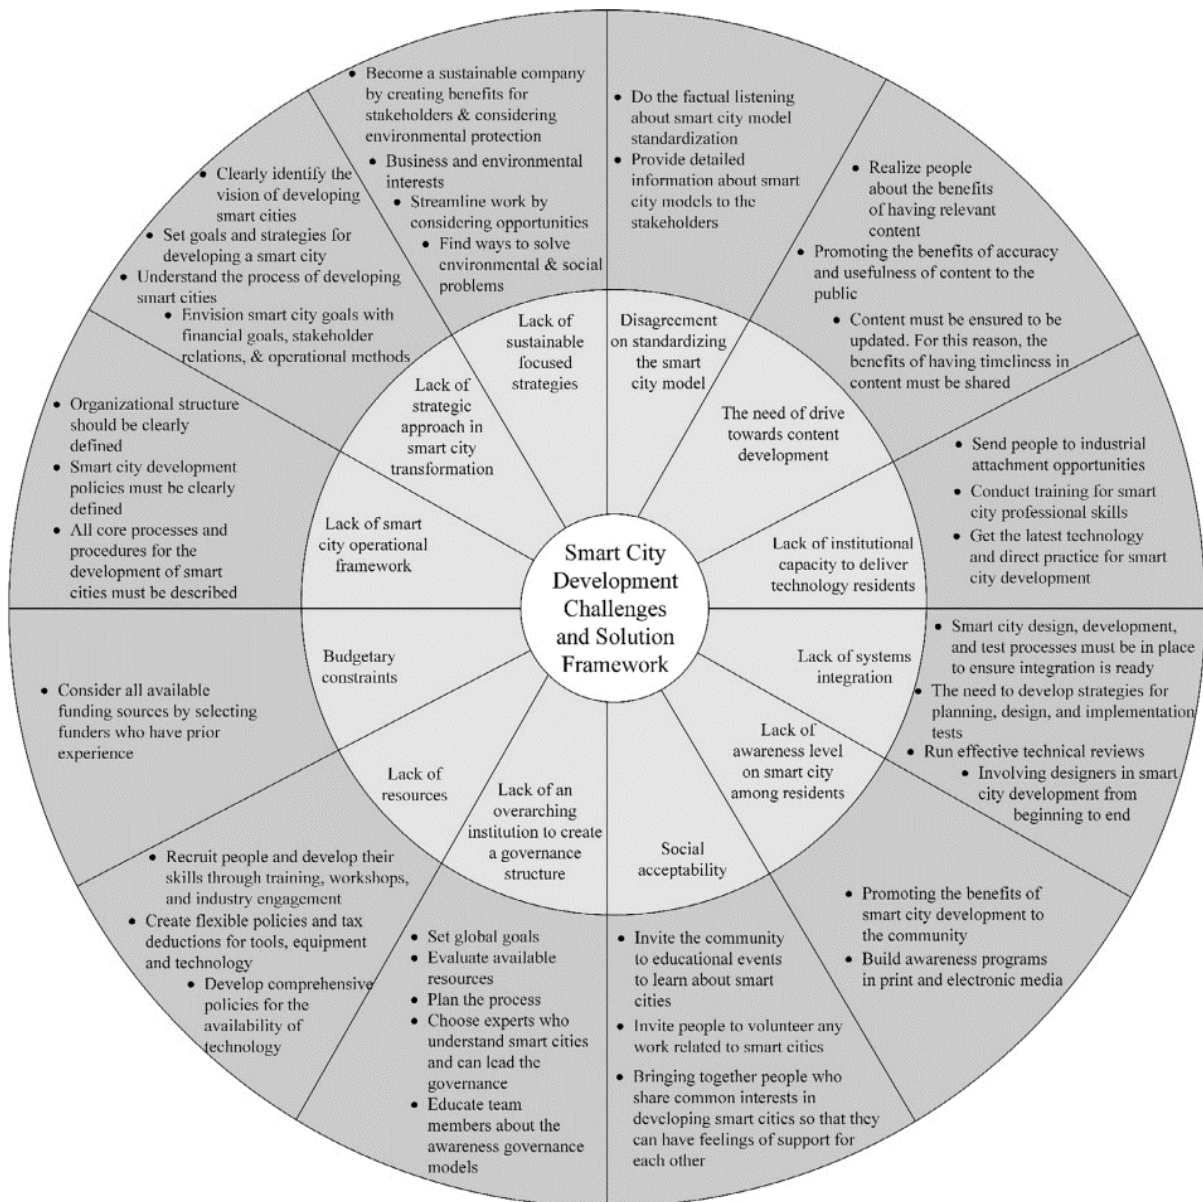 Smart City
Development
Challenges
and Solution
Framework
Disagreement
on standardizing
the smart
city model
• Do the factual listening
about smart city model
standardization
• Provide detailed
information about smart
city models to the
stakeholders
The need of drive
towards content
development
• Realize people
about the benefits
of having relevant
content
• Promoting the benefits of accuracy
and usefulness of content to the
public
• Content must be ensured to be
updated. For this reason, the
benefits of having timcliness in
content must be shared
Lack of institutional
capacity to deliver
technology residents
• Send people to industrial
attachment opportunities
• Conduct training for smart
city professional skills
• Get the latest technology
and direct practice for smart
city development
Lack of systems
integration
• Smart city design, development,
and test processes must be in place
to ensure integration is ready
• The need to develop strategies for
planning, design, and implementation
tests
• Run effective technical reviews
• Involving designers in smart
city development from
beginning to end
Lack of
awareness level
on smart city
among residents
• Promoting the benefits of
smart city development to
the community
• Build awareness programs
in print and electronic media
Social
acceptability
• Invite the community
to educational events
to learn about smart
cities
• Invite people to volunteer any
work related to smart cities
• Bringing together people who
share common interests in
developing smart cities so that they
can have feelings of support for
each other
Lack of an
overarching
institution to create
a governance
structure
• Set global goals
• Evaluate available
resources
• Plan the process
• Choose experts who
understand smart cities
and can lead the
governance
• Educate team
members about the
awareness governance
models
Lack of
resources
• Recruit people and develop their
skills through training, workshops,
and industry engagement
• Create flexible policies and tax
deductions for tools, equipment
and technology
• Develop comprehensive
policies for the
availability of
technology
Budgetary
constraints
• Consider all available
funding sources by selecting
funders who have prior
experience
Lack of smart
city operational
framework
• Organizational structure
should be clearly
defined
• Smart city development
policies must be clearly
defined
• All core processes and
procedures for the
development of smart
cities must be described
Lack of
strategic
approach in
smart city
transformation
• Clearly identify the
vision of developing
smart cities
• Set goals and strategies for
developing a smart city
• Understand the process of developing
smart cities
• Envision smart city goals with
financial goals, stakeholder
relations, & operational methods
Lack of
sustainable
focused
strategies
• Become a sustainable company
by creating benefits for
stakeholders & considering
environmental protection
• Business and environmental
interests
• Streamline work by
considering opportunities
• Find ways to solve
environmental & social
problems